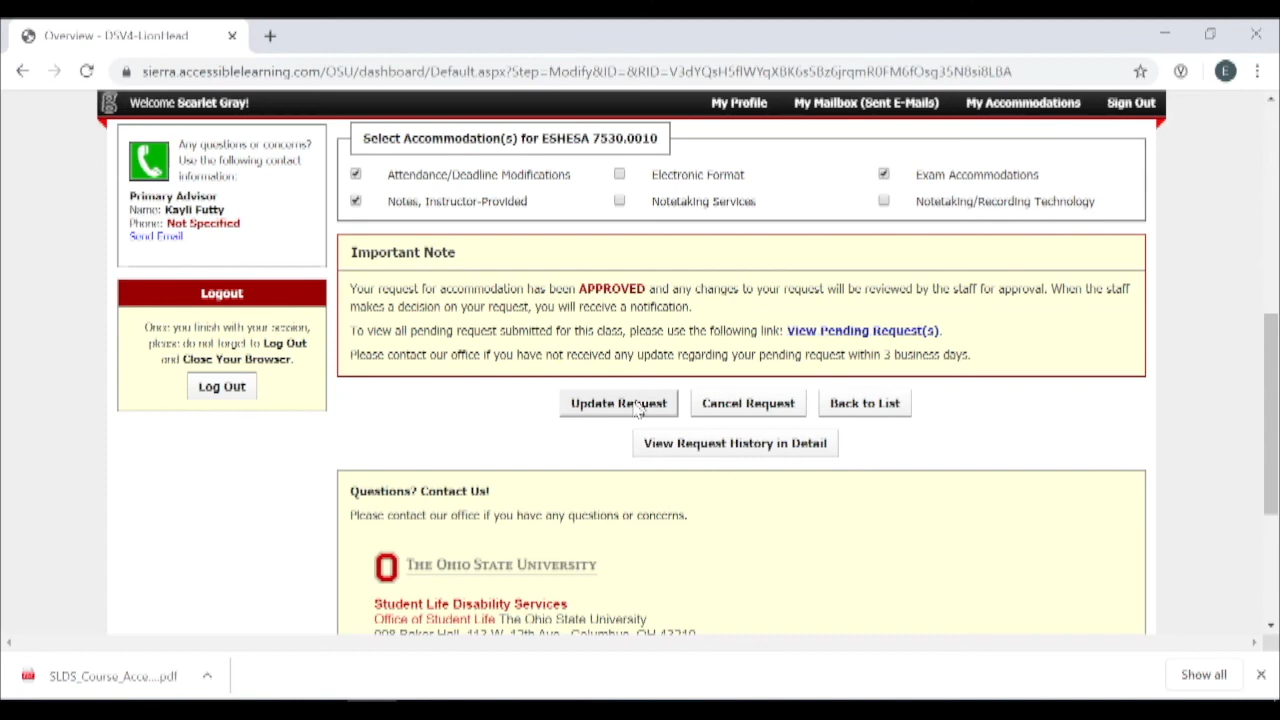 Overview - DSV4-LionHead
sierra.accessiblelearning.com/OSU/dashboard/Default.aspx?Step=Modify&ID=&RID=V3dYQsH5flWYqXBK6sSBz6jrqmR0FM6fOsg35N8si8LBA
E
Welcome Scarlet Gray!
My Profile
My Mailbox (Sent E-Mails)
My Accommodations
Sign Out
Any questions or concerns?
Use the following contact
information:
Primary Advisor
Name: Kayli Futty
Phone: Not Specified
Send Email
Logout
Once you finish with your session,
please do not forget to Log Out
and Close Your Browser.
Log Out
Select Accommodation(s) for ESHESA 7530.0010
Attendance/Deadline Modifications
Electronic Format
Exam Accommodations
Notes, Instructor-Provided
Notetaking Services
Notetaking/Recording Technology
Important Note
Your request for accommodation has been APPROVED and any changes to your request will be reviewed by the staff for approval. When the staff
makes a decision on your request, you will receive a notification.
To view all pending request submitted for this class, please use the following link: View Pending Request(s).
Please contact our office if you have not received any update regarding your pending request within 3 business days.
Update Request
Cancel Request
Back to List
View Request History in Detail
Questions? Contact Us!
Please contact our office if you have any questions or concerns.
THE OHIO STATE UNIVERSITY
Student Life Disability Services
Office of Student Life The Ohio State University
098 Baker Hall, 113 W. 12th Ave, Columbus, OH 43210
SLDS_Course_Acce....pdf
Show all